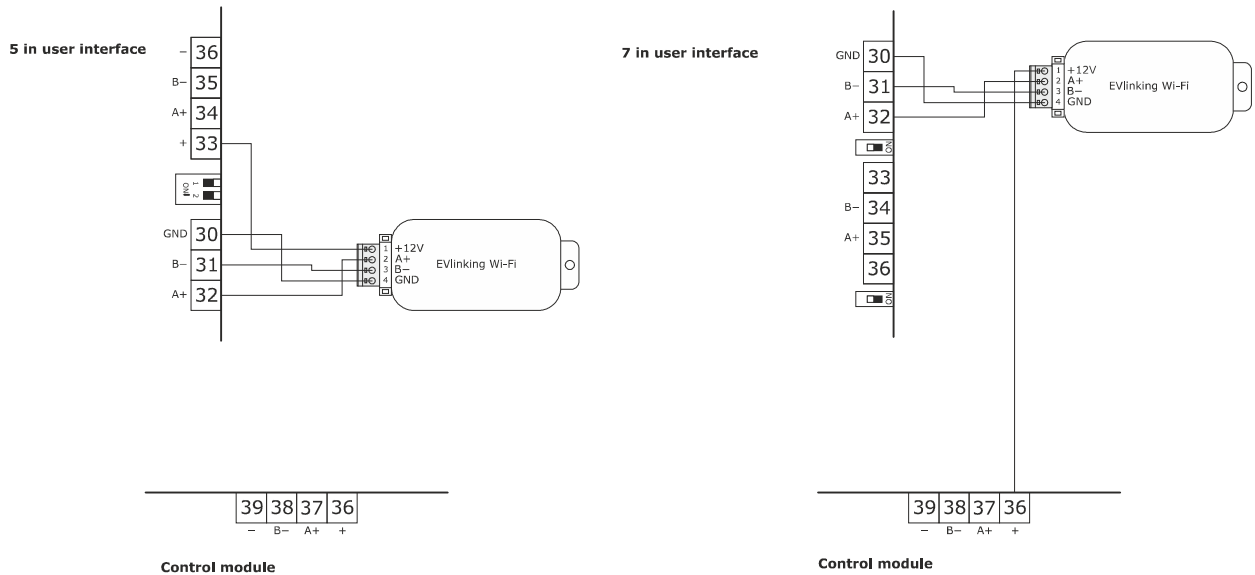 5 in user interface
- 36
B− 35
A+ 34
+ 33
ON
1 2
GND 30
B− 31
A+ 32
1 +12V
2 A+
3 B−
4 GND
EVlinking Wi-Fi
39 38 37 36
− B− A+ +
Control module
7 in user interface
GND 30
B− 31
A+ 32
ON
33
B− 34
A+ 35
36
ON
1 +12V
2 A+
3 B−
4 GND
EVlinking Wi-Fi
39 38 37 36
− B− A+ +
Control module